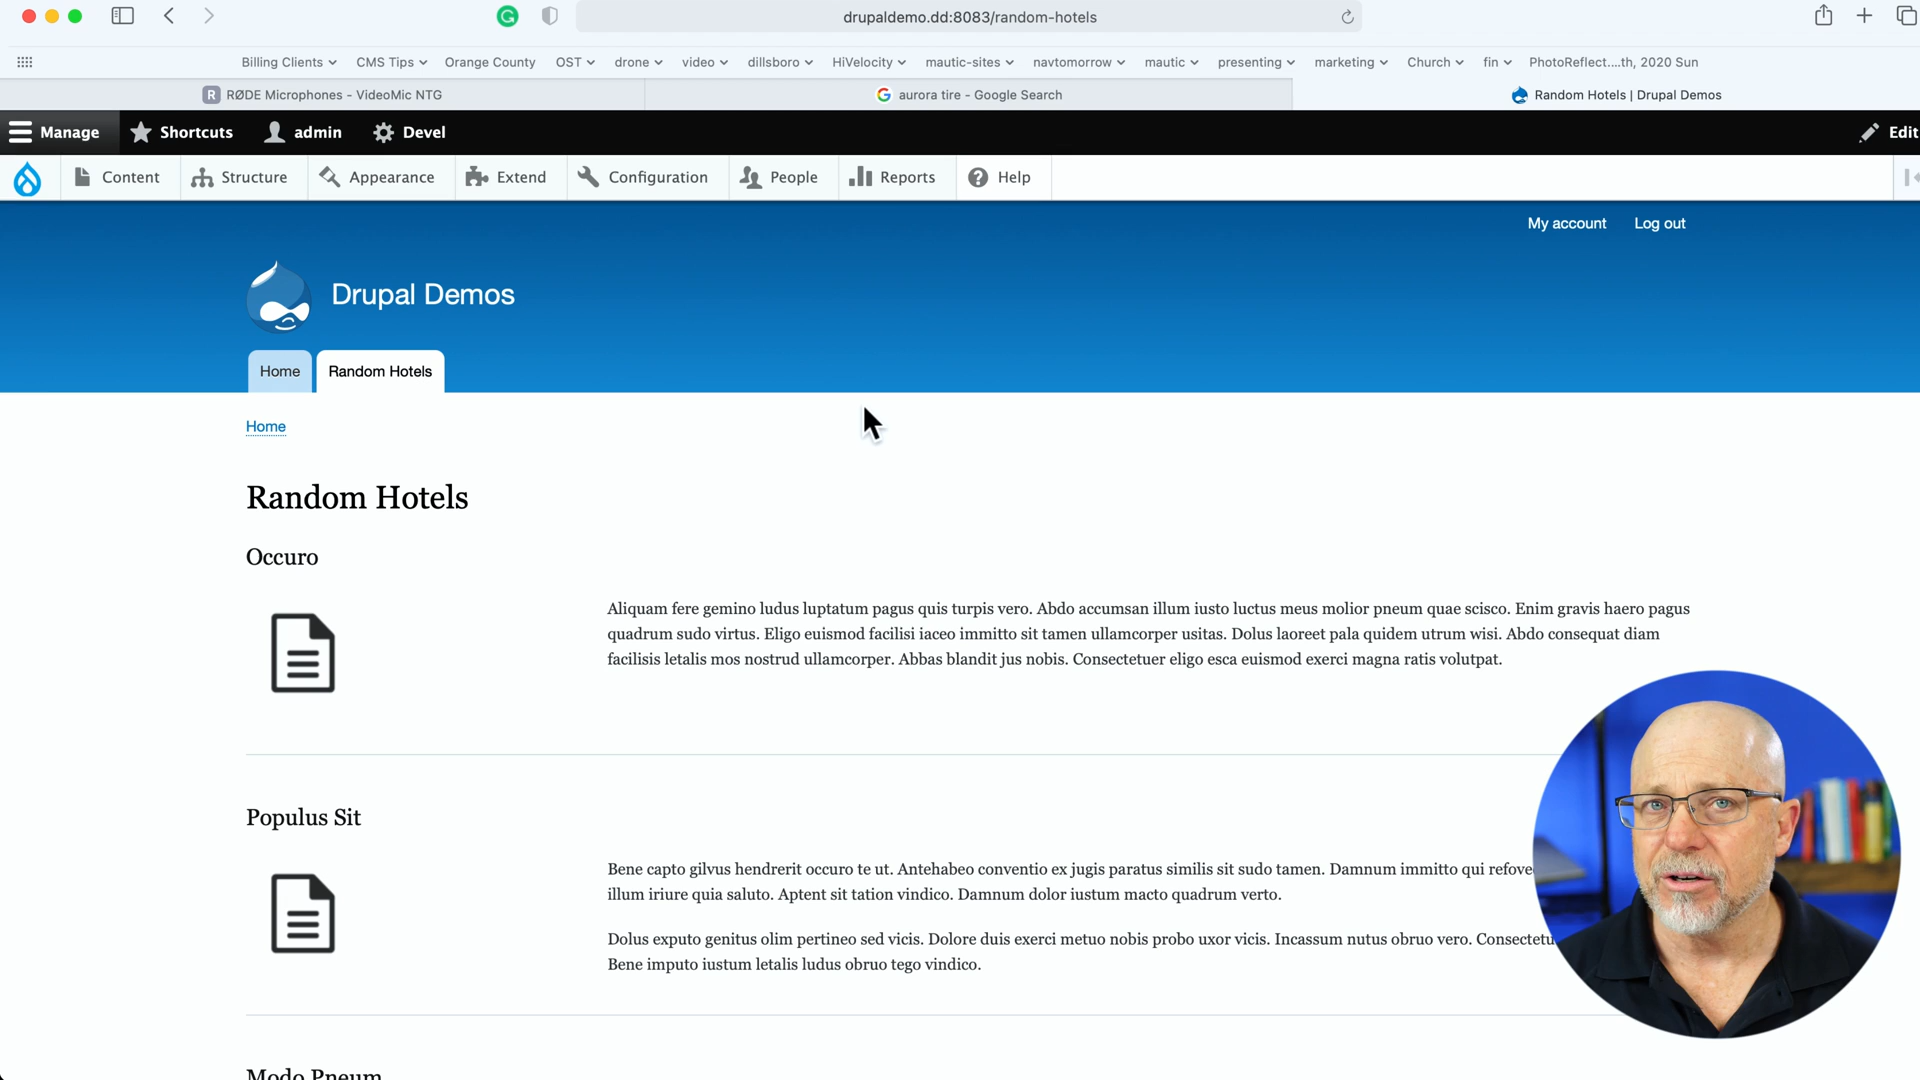 drupaldemo.dd:8083/random-hotels
Billing Clients CMS Tips Orange County OST drone video dillsboro HiVelocity mautic-sites navtomorrow mautic presenting marketing Church fin PhotoReflect....th, 2020 Sun
R RØDE Microphones - VideoMic NTG
G aurora tire - Google Search
Random Hotels | Drupal Demos
Manage Shortcuts admin Devel Edit
Content Structure Appearance Extend Configuration People Reports Help
My account Log out
Drupal Demos
Home Random Hotels
Home
Random Hotels
Occuro
Aliquam fere gemino ludus luptatum pagus quis turpis vero. Abdo accumsan illum iusto luctus meus molior pneum quae scisco. Enim gravis haero pagus
quadrum sudo virtus. Eligo euismod facilisi iaceo immitto sit tamen ullamcorper usitas. Dolus laoreet pala quidem utrum wisi. Abdo consequat diam
facilisis letalis mos nostrud ullamcorper. Abbas blandit jus nobis. Consectetuer eligo esca euismod exerci magna ratis volutpat.
Populus Sit
Bene capto gilvus hendrerit occuro te ut. Antehabeo conventio ex jugis paratus similis sit sudo tamen. Damnum immitto qui refove
illum iriure quia saluto. Aptent sit tation vindico. Damnum dolor iustum macto quadrum verto.
Dolus exputo genitus olim pertineo sed vicis. Dolore duis exerci metuo nobis probo uxor vicis. Incassum nutus obruo vero. Consectetu
Bene imputo iustum letalis ludus obruo tego vindico.
Modo Pneum